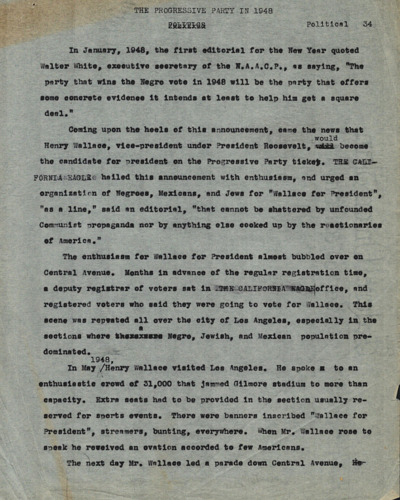 THE PROGRESSIVE PARTY IN 1948
POLITICS Political 34
In January, 1948, the first editorial for the New Year quoted
Walter White, executive secretary of the N.A.A.C.P., as saying, "The
party that wins the Negro vote in 1948 will be the party that offers
some concrete evidence it intends at least to help him get a square
deal."
Coming upon the heels of this announcement, came the news that
would
Henry Wallace, vice-president under President Roosevelt, become
the candidate for president on the Progressive Party ticket. THE CALI-
FORNIA EAGLE hailed this announcement with enthusiasm, and urged an
organization of Negroes, Mexicans, and Jews for "Wallace for President",
"as a line," said an editorial, "that cannot be shattered by unfounded
Communist propaganda nor by anything else cooked up by the reactionaries
of America."
The enthusiasm for Wallace for President almost bubbled over on
Central Avenue. Months in advance of the regular registration time,
a deputy registrar of voters set in THE CALIFORNIA EAGLE office, and
registered voters who said they were going to vote for Wallace. This
scene was repeated all over the city of Los Angeles, especially in the
a
sections where Negro, Jewish, and Mexican population pre-
dominated.
1948,
In May /Henry Wallace visited Los Angeles. He spoke to an
enthusiastic crowd of 31,000 that jammed Gilmore stadium to more than
capacity. Extra seats had to be provided in the section usually re-
served for sports events. There were banners inscribed "Wallace for
President", streamers, bunting, everywhere. When Mr. Wallace rose to
speak he received an ovation accorded to few Americans.
The next day Mr. Wallace led a parade down Central Avenue, He